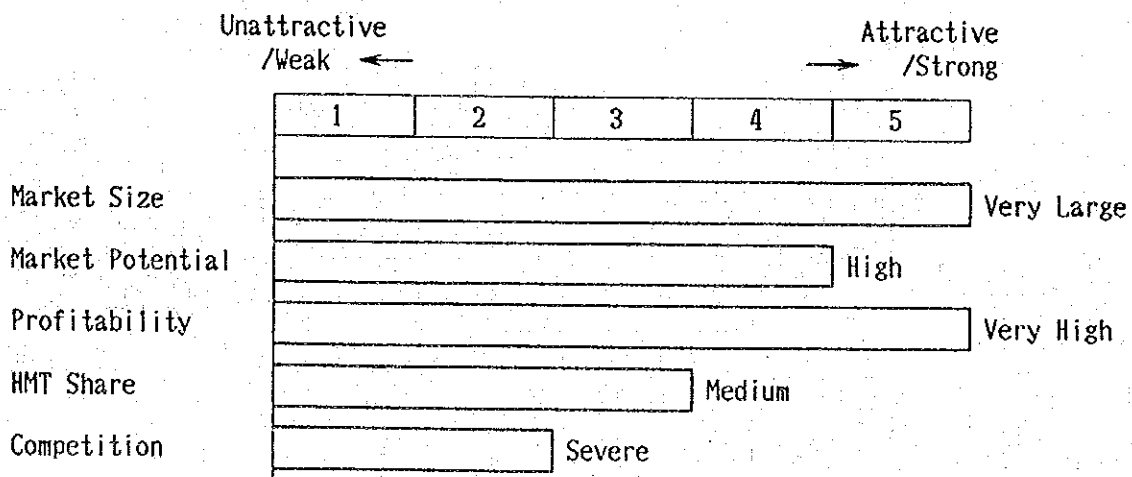 Unattractive
/Weak ←
Attractive
→ /Strong
1 2 3 4 5
Market Size Very Large
Market Potential High
Profitability Very High
HMT Share Medium
Competition Severe